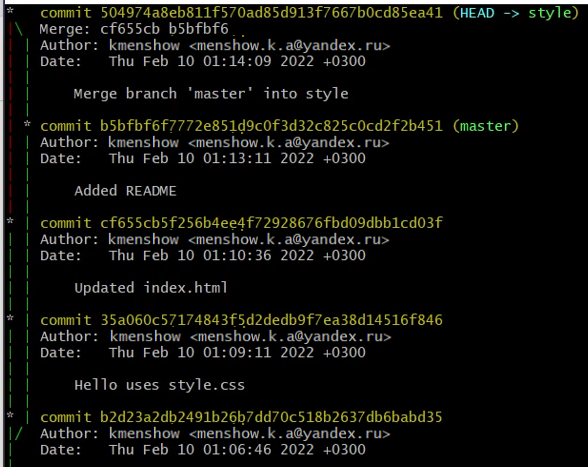 * commit 504974a8eb811f570ad85d913f7667b0cd85ea41 (HEAD -> style)
|\ Merge: cf655cb b5bfbf6
| | Author: kmenshow <menshow.k.a@yandex.ru>
| | Date: Thu Feb 10 01:14:09 2022 +0300
| |
| | Merge branch 'master' into style
| |
| * commit b5bfbf6f7772e851d9c0f3d32c825c0cd2f2b451 (master)
| | Author: kmenshow <menshow.k.a@yandex.ru>
| | Date: Thu Feb 10 01:13:11 2022 +0300
| |
| | Added README
| |
* | commit cf655cb5f256b4ee4f72928676fbd09dbb1cd03f
| | Author: kmenshow <menshow.k.a@yandex.ru>
| | Date: Thu Feb 10 01:10:36 2022 +0300
| |
| | Updated index.html
| |
* | commit 35a060c57174843f5d2dedb9f7ea38d14516f846
| | Author: kmenshow <menshow.k.a@yandex.ru>
| | Date: Thu Feb 10 01:09:11 2022 +0300
| |
| | Hello uses style.css
| |
* | commit b2d23a2db2491b26b7dd70c518b2637db6babd35
|/ Author: kmenshow <menshow.k.a@yandex.ru>
| Date: Thu Feb 10 01:06:46 2022 +0300